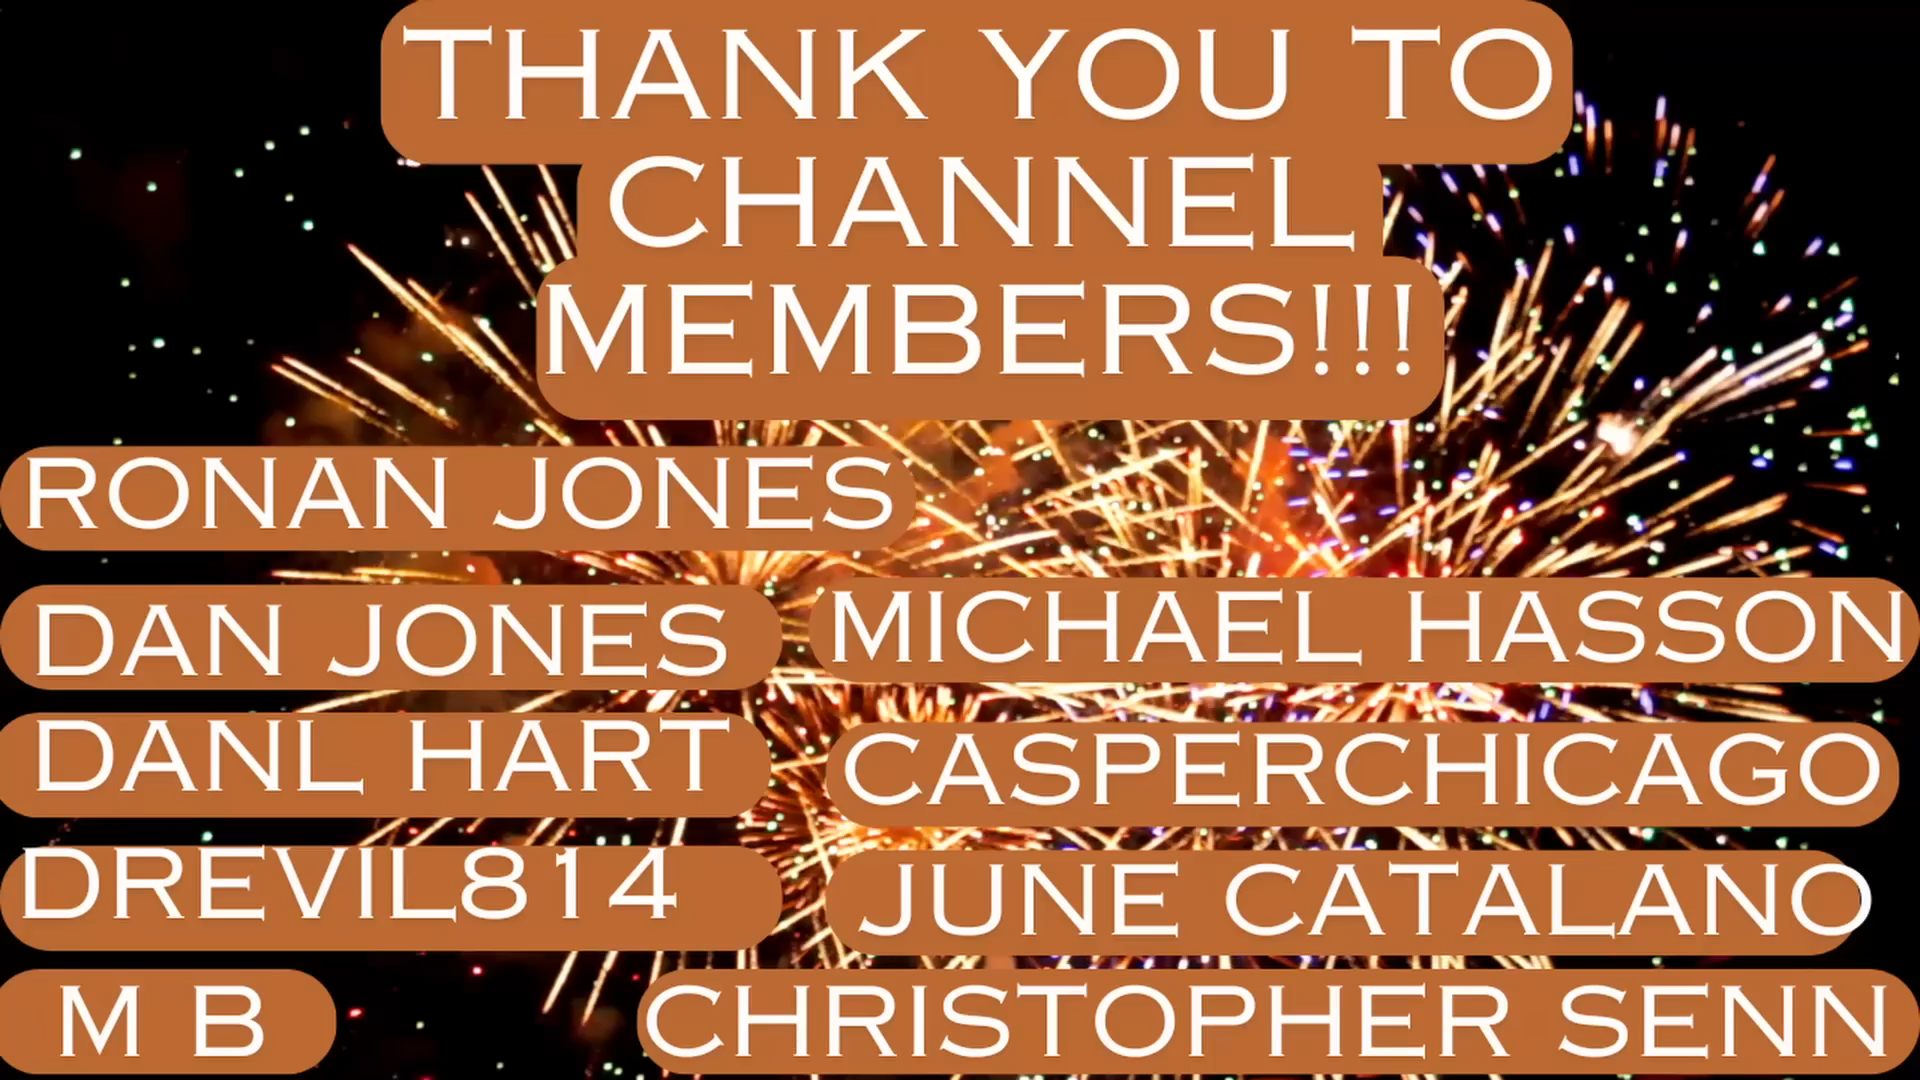 THANK YOU TO
CHANNEL
MEMBERS!!!
RONAN JONES
DAN JONES
MICHAEL HASSON
DANL HART
CASPERCHICAGO
DREVIL814
JUNE CATALANO
M B
CHRISTOPHER SENN